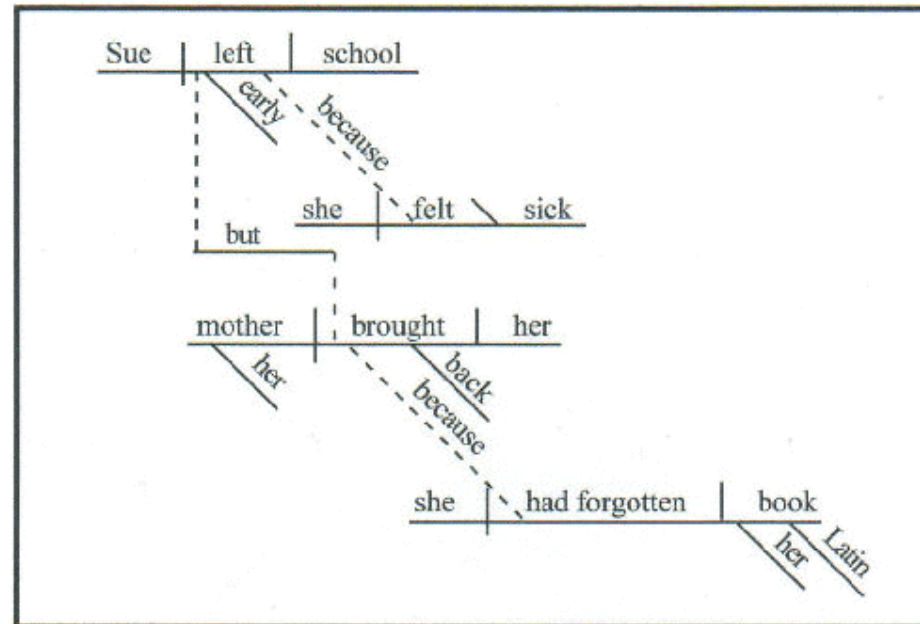 Sue left school
early
because
she felt sick
but
mother brought her
her
back
because
she had forgotten book
her
Latin